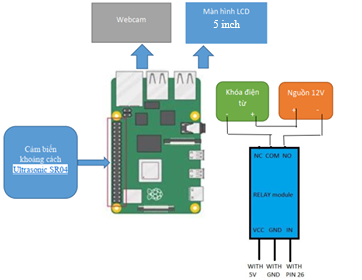 Webcam
Màn hình LCD
5 inch
Khóa điện
từ
Nguồn 12V
- +
+ -
Cảm biến
khoảng cách
Ultrasonic SR04
NC COM NO
RELAY module
VCC GND IN
WITH WITH WITH
5V GND PIN 26